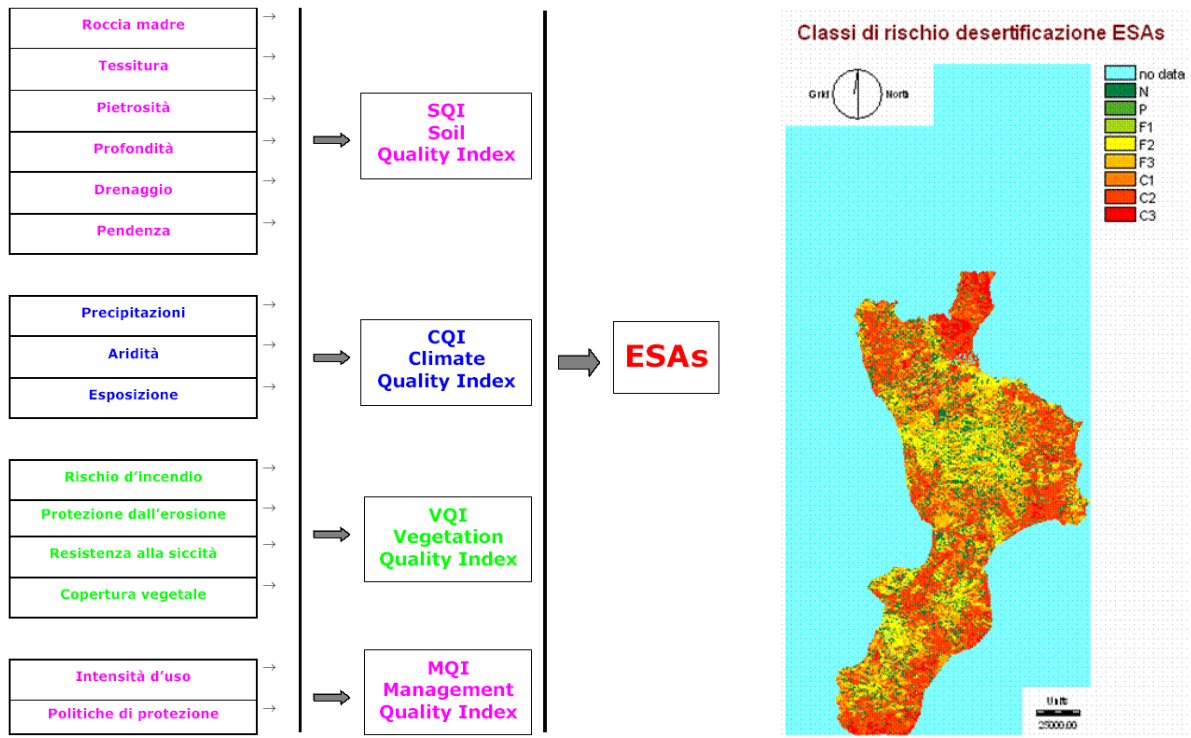 Roccia madre
Tessitura
Pietrosità
Profondità
Drenaggio
Pendenza
SQI
Soil
Quality Index
Precipitazioni
Aridità
Esposizione
CQI
Climate
Quality Index
Rischio d’incendio
Protezione dall’erosione
Resistenza alla siccità
Copertura vegetale
VQI
Vegetation
Quality Index
Intensità d’uso
Politiche di protezione
MQI
Management
Quality Index
ESAs
Classi di rischio desertificazione ESAs
Grid North
no data
N
P
F1
F2
F3
C1
C2
C3
Units
25000.00